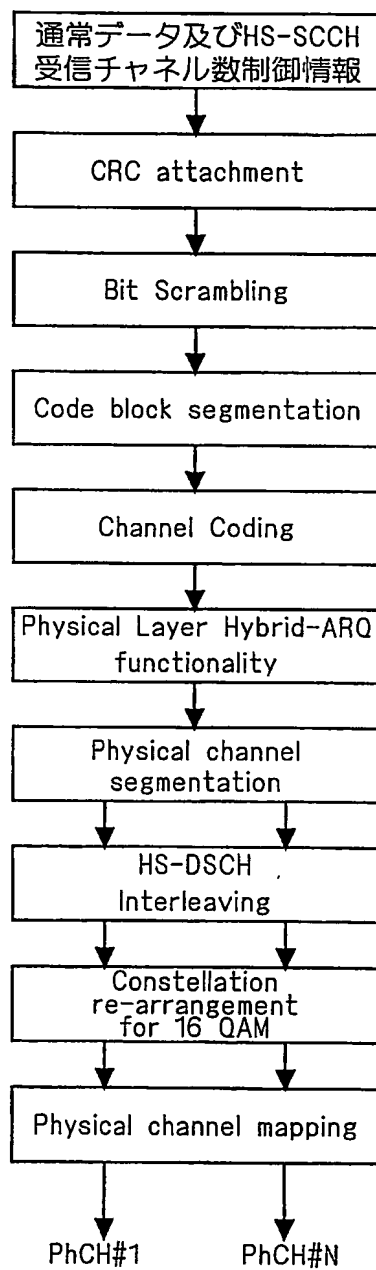 通常データ及びHS-SCCH
受信チャネル数制御情報
CRC attachment
Bit Scrambling
Code block segmentation
Channel Coding
Physical Layer Hybrid-ARQ
functionality
Physical channel
segmentation
HS-DSCH
Interleaving
Constellation
re-arrangement
for 16 QAM
Physical channel mapping
PhCH#1 PhCH#N